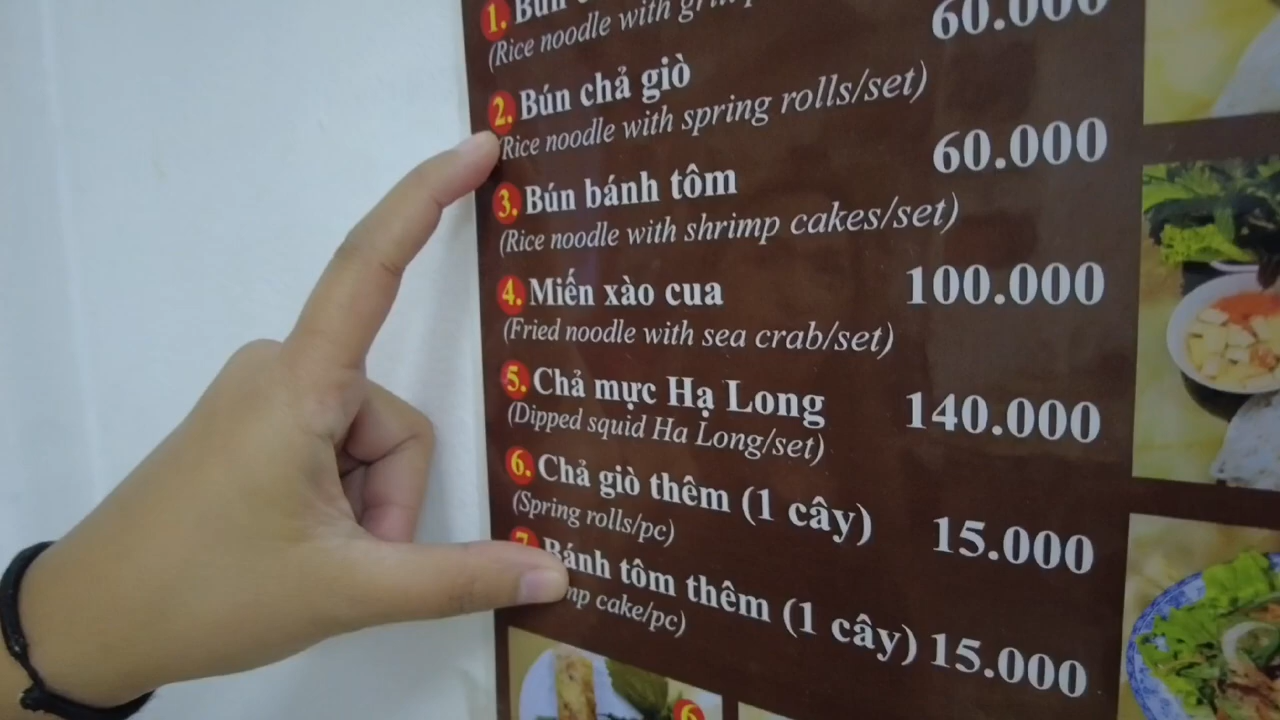 1. Bún
(Rice noodle with
60.000
2. Bún chả giò
(Rice noodle with spring rolls/set)
60.000
3. Bún bánh tôm
(Rice noodle with shrimp cakes/set)
100.000
4. Miến xào cua
(Fried noodle with sea crab/set)
5. Chả mực Hạ Long
140.000
(Dipped squid Ha Long/set)
6. Chả giò thêm (1 cây)
15.000
(Spring rolls/pc)
7. Bánh tôm thêm (1 cây)
15.000
cake/pc)
6